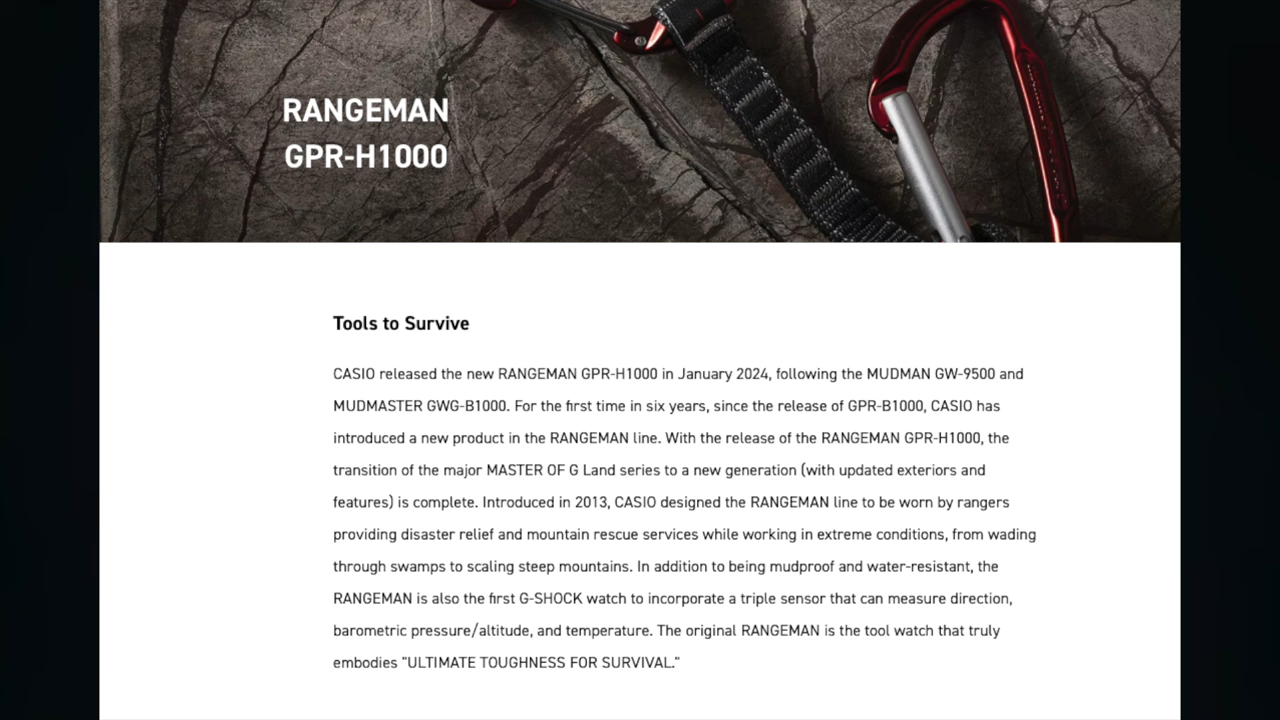 RANGEMAN
GPR-H1000
Tools to Survive
CASIO released the new RANGEMAN GPR-H1000 in January 2024, following the MUDMAN GW-9500 and
MUDMASTER GWG-B1000. For the first time in six years, since the release of GPR-B1000, CASIO has
introduced a new product in the RANGEMAN line. With the release of the RANGEMAN GPR-H1000, the
transition of the major MASTER OF G Land series to a new generation (with updated exteriors and
features) is complete. Introduced in 2013, CASIO designed the RANGEMAN line to be worn by rangers
providing disaster relief and mountain rescue services while working in extreme conditions, from wading
through swamps to scaling steep mountains. In addition to being mudproof and water-resistant, the
RANGEMAN is also the first G-SHOCK watch to incorporate a triple sensor that can measure direction,
barometric pressure/altitude, and temperature. The original RANGEMAN is the tool watch that truly
embodies "ULTIMATE TOUGHNESS FOR SURVIVAL."